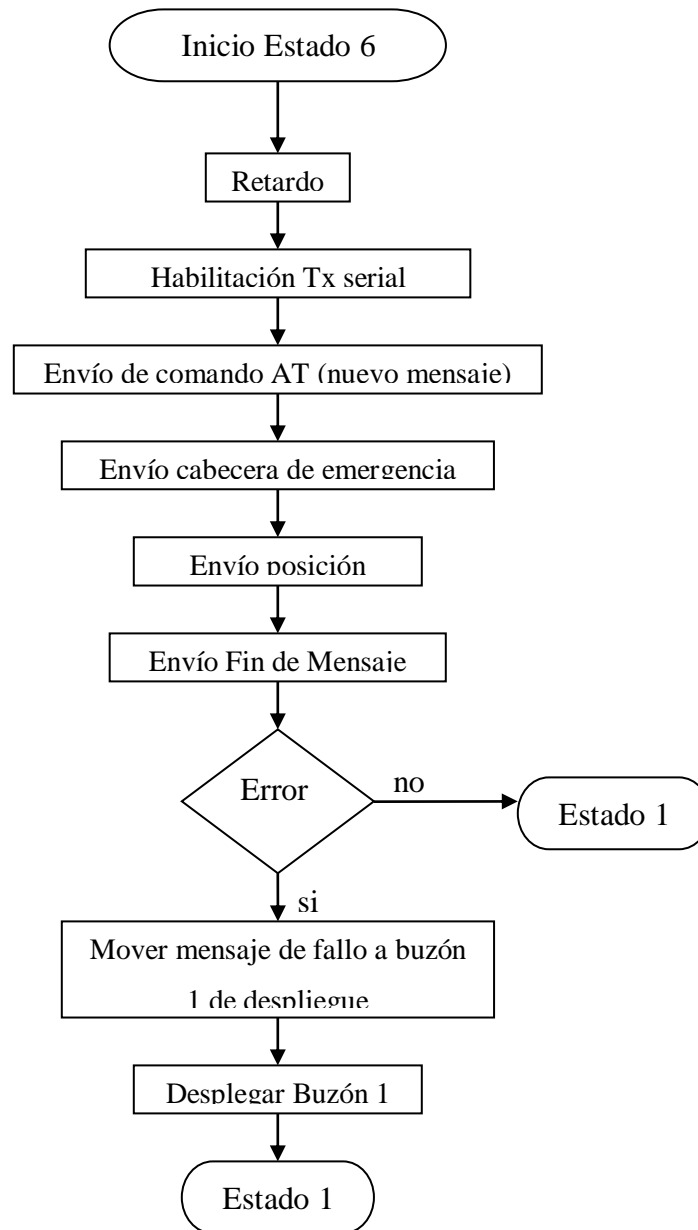 Inicio Estado 6
Retardo
Habilitación Tx serial
Envío de comando AT (nuevo mensaje)
Envío cabecera de emergencia
Envío posición
Envío Fin de Mensaje
Error
no
Estado 1
si
Mover mensaje de fallo a buzón
1 de despliegue
Desplegar Buzón 1
Estado 1